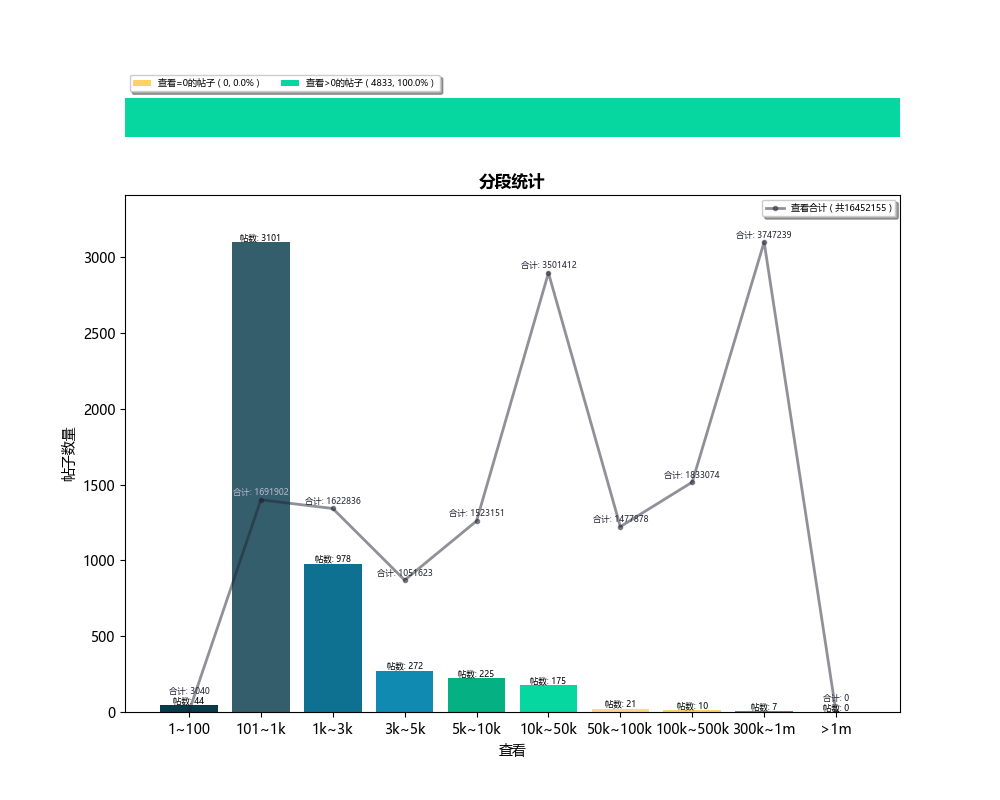 查看=0的帖子 ( 0, 0.0% ) 查看>0的帖子 ( 4833, 100.0% )
分段统计
查看合计 ( 共16452155 )
合计: 3747239
帖数: 3101
3000
合计: 3501412
2500
2000
帖子数量
1500
合计: 1691902
合计: 1622836
合计: 1051623
合计: 1523151
合计: 1477878
合计: 1833074
1000
帖数: 978
500
帖数: 272
帖数: 225
帖数: 175
合计: 3040
帖数: 44
帖数: 21
帖数: 10
帖数: 7
合计: 0
帖数: 0
0
1~100 101~1k 1k~3k 3k~5k 5k~10k 10k~50k 50k~100k 100k~500k 300k~1m >1m
查看